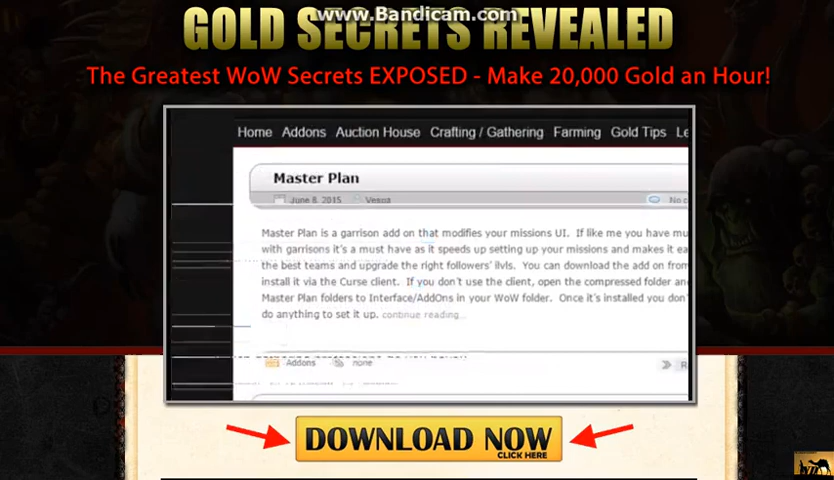 www.Bandicam.com
GOLD SECRETS REVEALED
The Greatest WoW Secrets EXPOSED - Make 20,000 Gold an Hour!
Home Addons Auction House Crafting / Gathering Farming Gold Tips Le
Master Plan
June 8, 2015 Vespa
No c
Master Plan is a garrison add on that modifies your missions UI. If like me you have mu
with garrisons it's a must have as it speeds up setting up your missions and makes it ea
the best teams and upgrade the right followers' ilvls. You can download the add on from
install it via the Curse client. If you don't use the client, open the compressed folder an
Master Plan folders to Interface/AddOns in your WoW folder. Once it's installed you don'
do anything to set it up. continue reading...
Addons none
R
DOWNLOAD NOW
CLICK HERE